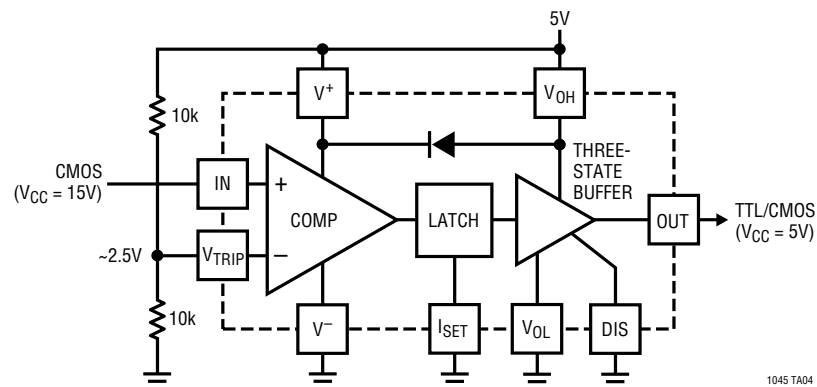 5V
V+
VOH
10k
THREE-
STATE
BUFFER
CMOS
(VCC = 15V)
IN
+
COMP
LATCH
OUT
TTL/CMOS
(VCC = 5V)
~2.5V
VTRIP
–
10k
V–
ISET
VOL
DIS
1045 TA04